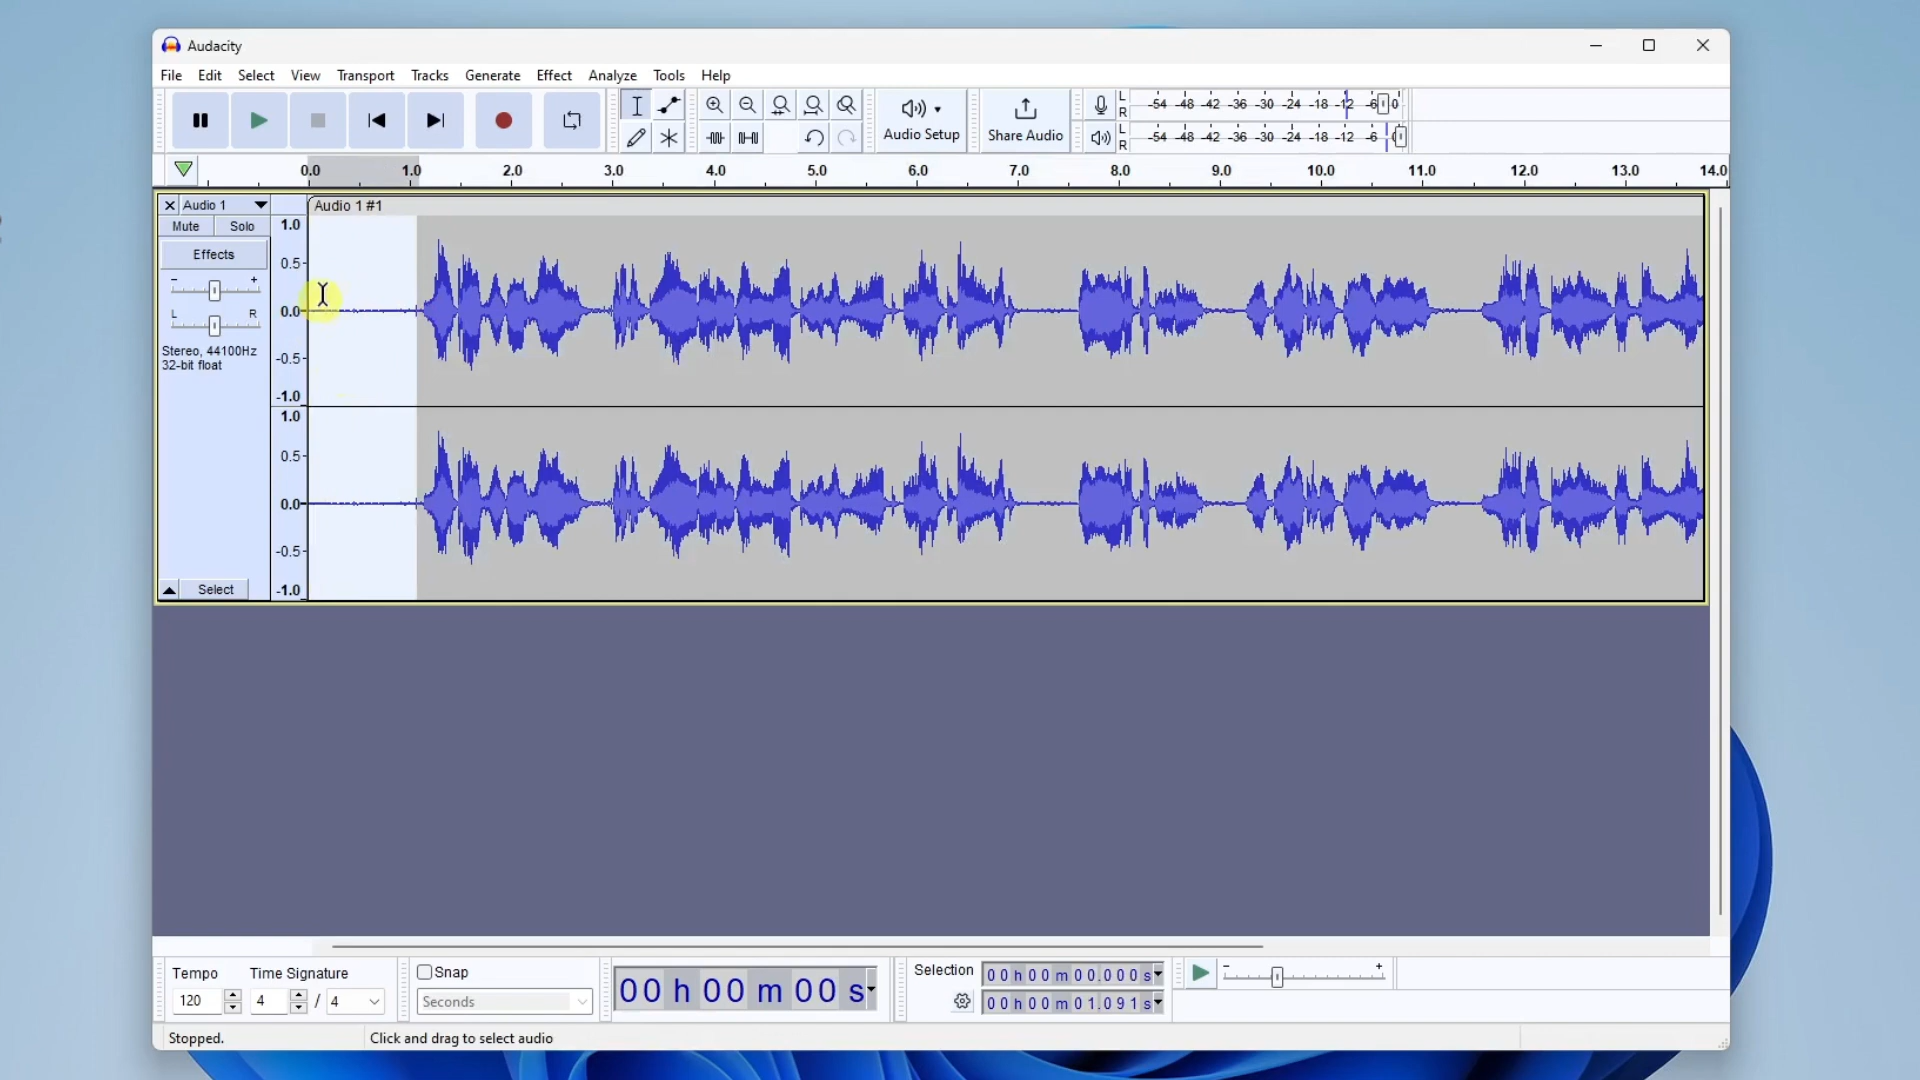 Audacity
File Edit Select View Transport Tracks Generate Effect Analyze Tools Help
Audio Setup
Share Audio
L
R
-54 -48 -42 -36 -30 -24 -18 -12 -6 0
L
R
-54 -48 -42 -36 -30 -24 -18 -12 -6
0.0 1.0 2.0 3.0 4.0 5.0 6.0 7.0 8.0 9.0 10.0 11.0 12.0 13.0 14.0
Audio 1
Audio 1 #1
Mute Solo
Effects
- +
L R
Stereo, 44100Hz
32-bit float
Select
1.0
0.5
0.0
-0.5
-1.0
1.0
0.5
0.0
-0.5
-1.0
Tempo Time Signature
120 4 / 4
Snap
Seconds
00 h 00 m 00 s
Selection
00 h 00 m 00.000 s
00 h 00 m 01.091 s
- +
Stopped.
Click and drag to select audio